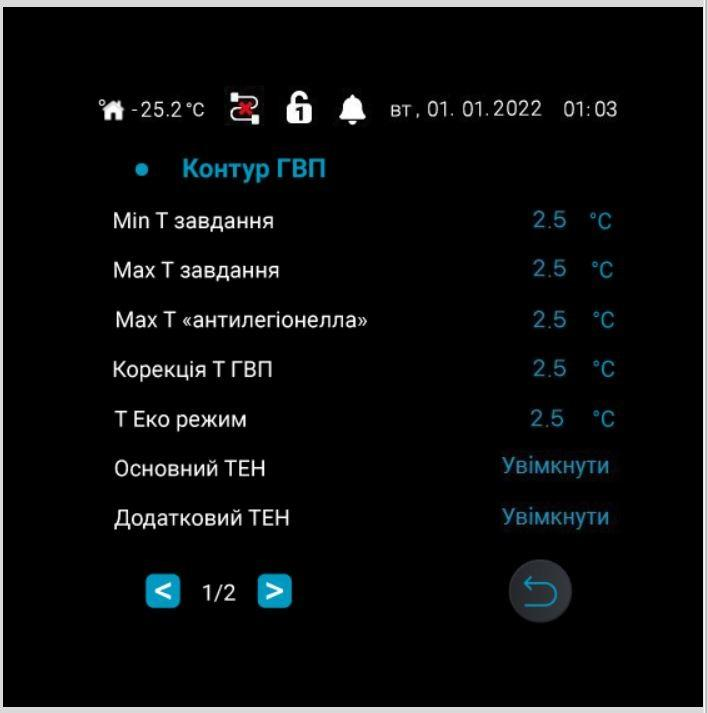 -25.2°C 1 вт, 01. 01.2022 01:03
Контур ГВП
Min T завдання 2.5 °C
Max T завдання 2.5 °C
Max T «антилегіонелла» 2.5 °C
Корекція Т ГВП 2.5 °C
Т Еко режим 2.5 °C
Основний ТЕН Увімкнути
Додатковий ТЕН Увімкнути
< 1/2 >